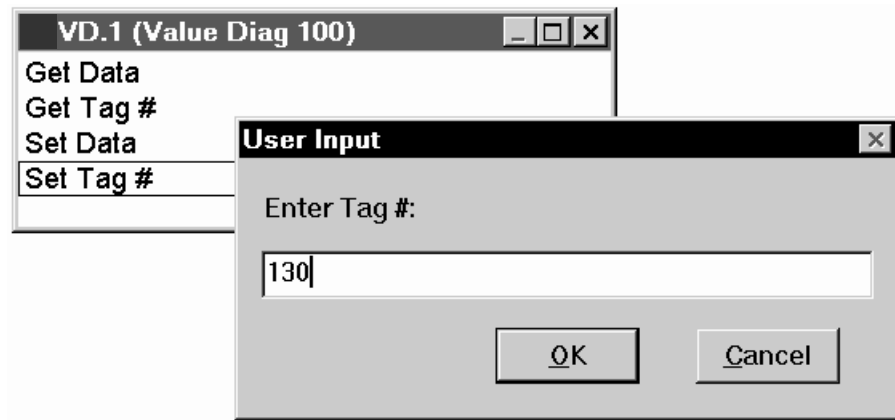 VD.1 (Value Diag 100)
Get Data
Get Tag #
Set Data
Set Tag #
User Input
Enter Tag #:
130
OK Cancel